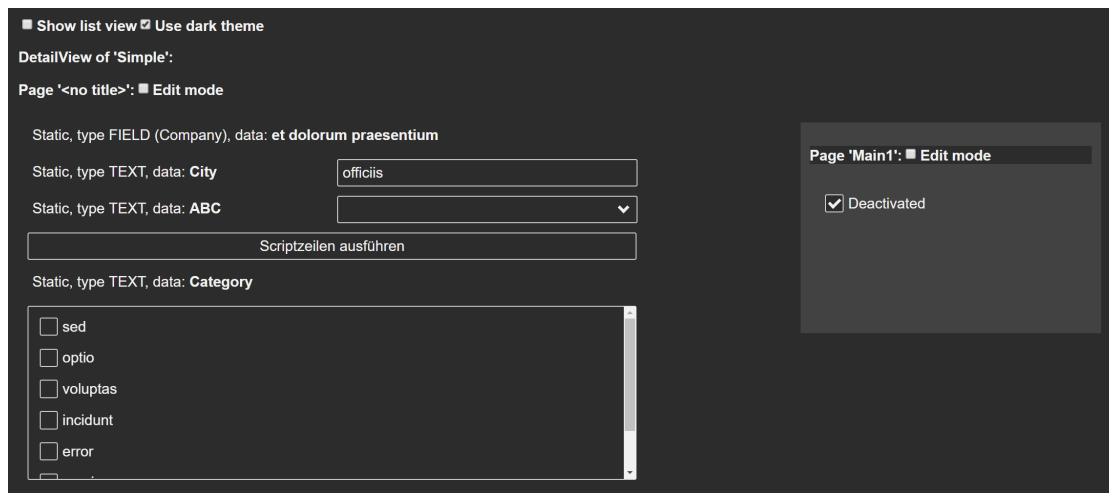 Show list view Use dark theme
DetailView of 'Simple':
Page '<no title>': Edit mode
Static, type FIELD (Company), data: et dolorum praesentium
Static, type TEXT, data: City officiis
Static, type TEXT, data: ABC
Scriptzeilen ausführen
Static, type TEXT, data: Category
sed
optio
voluptas
incidunt
error
Page 'Main1': Edit mode
Deactivated